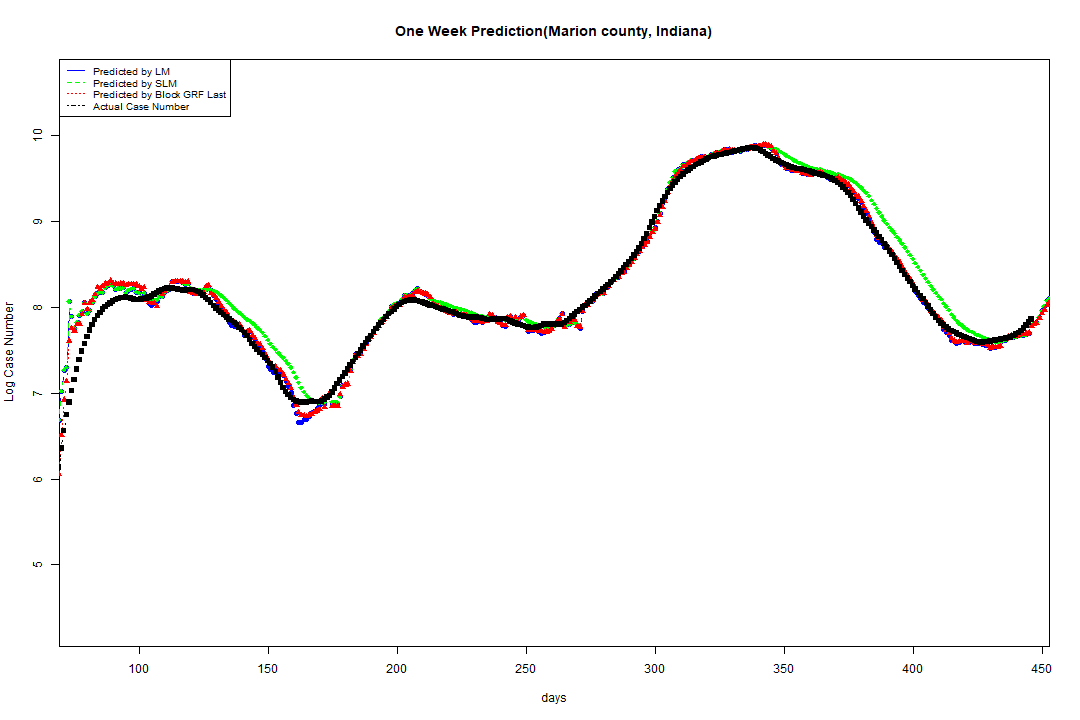 One Week Prediction(Marion county, Indiana)
Predicted by LM
Predicted by SLM
Predicted by Block GRF Last
Actual Case Number
10
9
8
7
6
5
Log Case Number
100 150 200 250 300 350 400 450
days